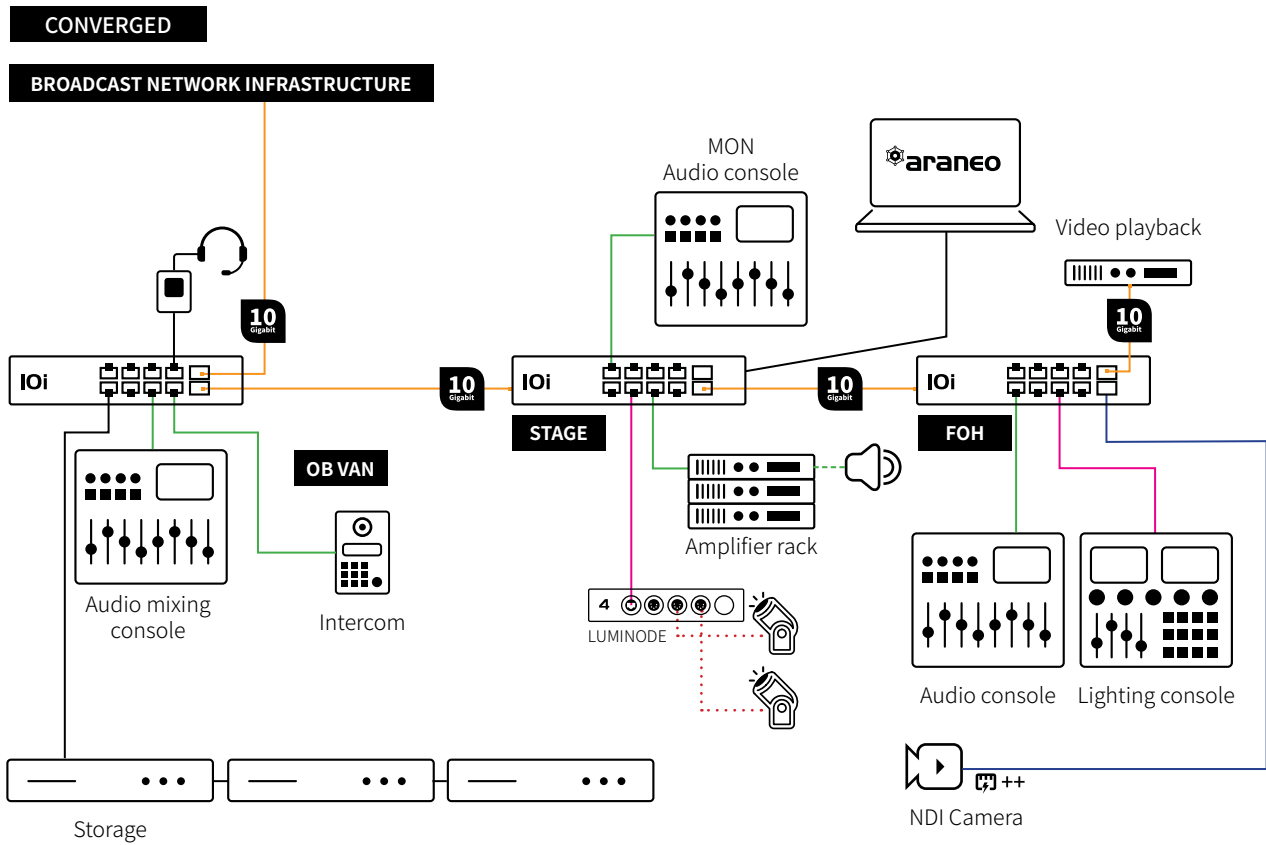 CONVERGED
BROADCAST NETWORK INFRASTRUCTURE
MON
Audio console
araneo
Video playback
10
Gigabit
10
Gigabit
IOi
10
Gigabit
IOi
10
Gigabit
IOi
STAGE
FOH
OB VAN
Audio mixing
console
Intercom
Amplifier rack
4
LUMINODE
Audio console
Lighting console
++
NDI Camera
Storage